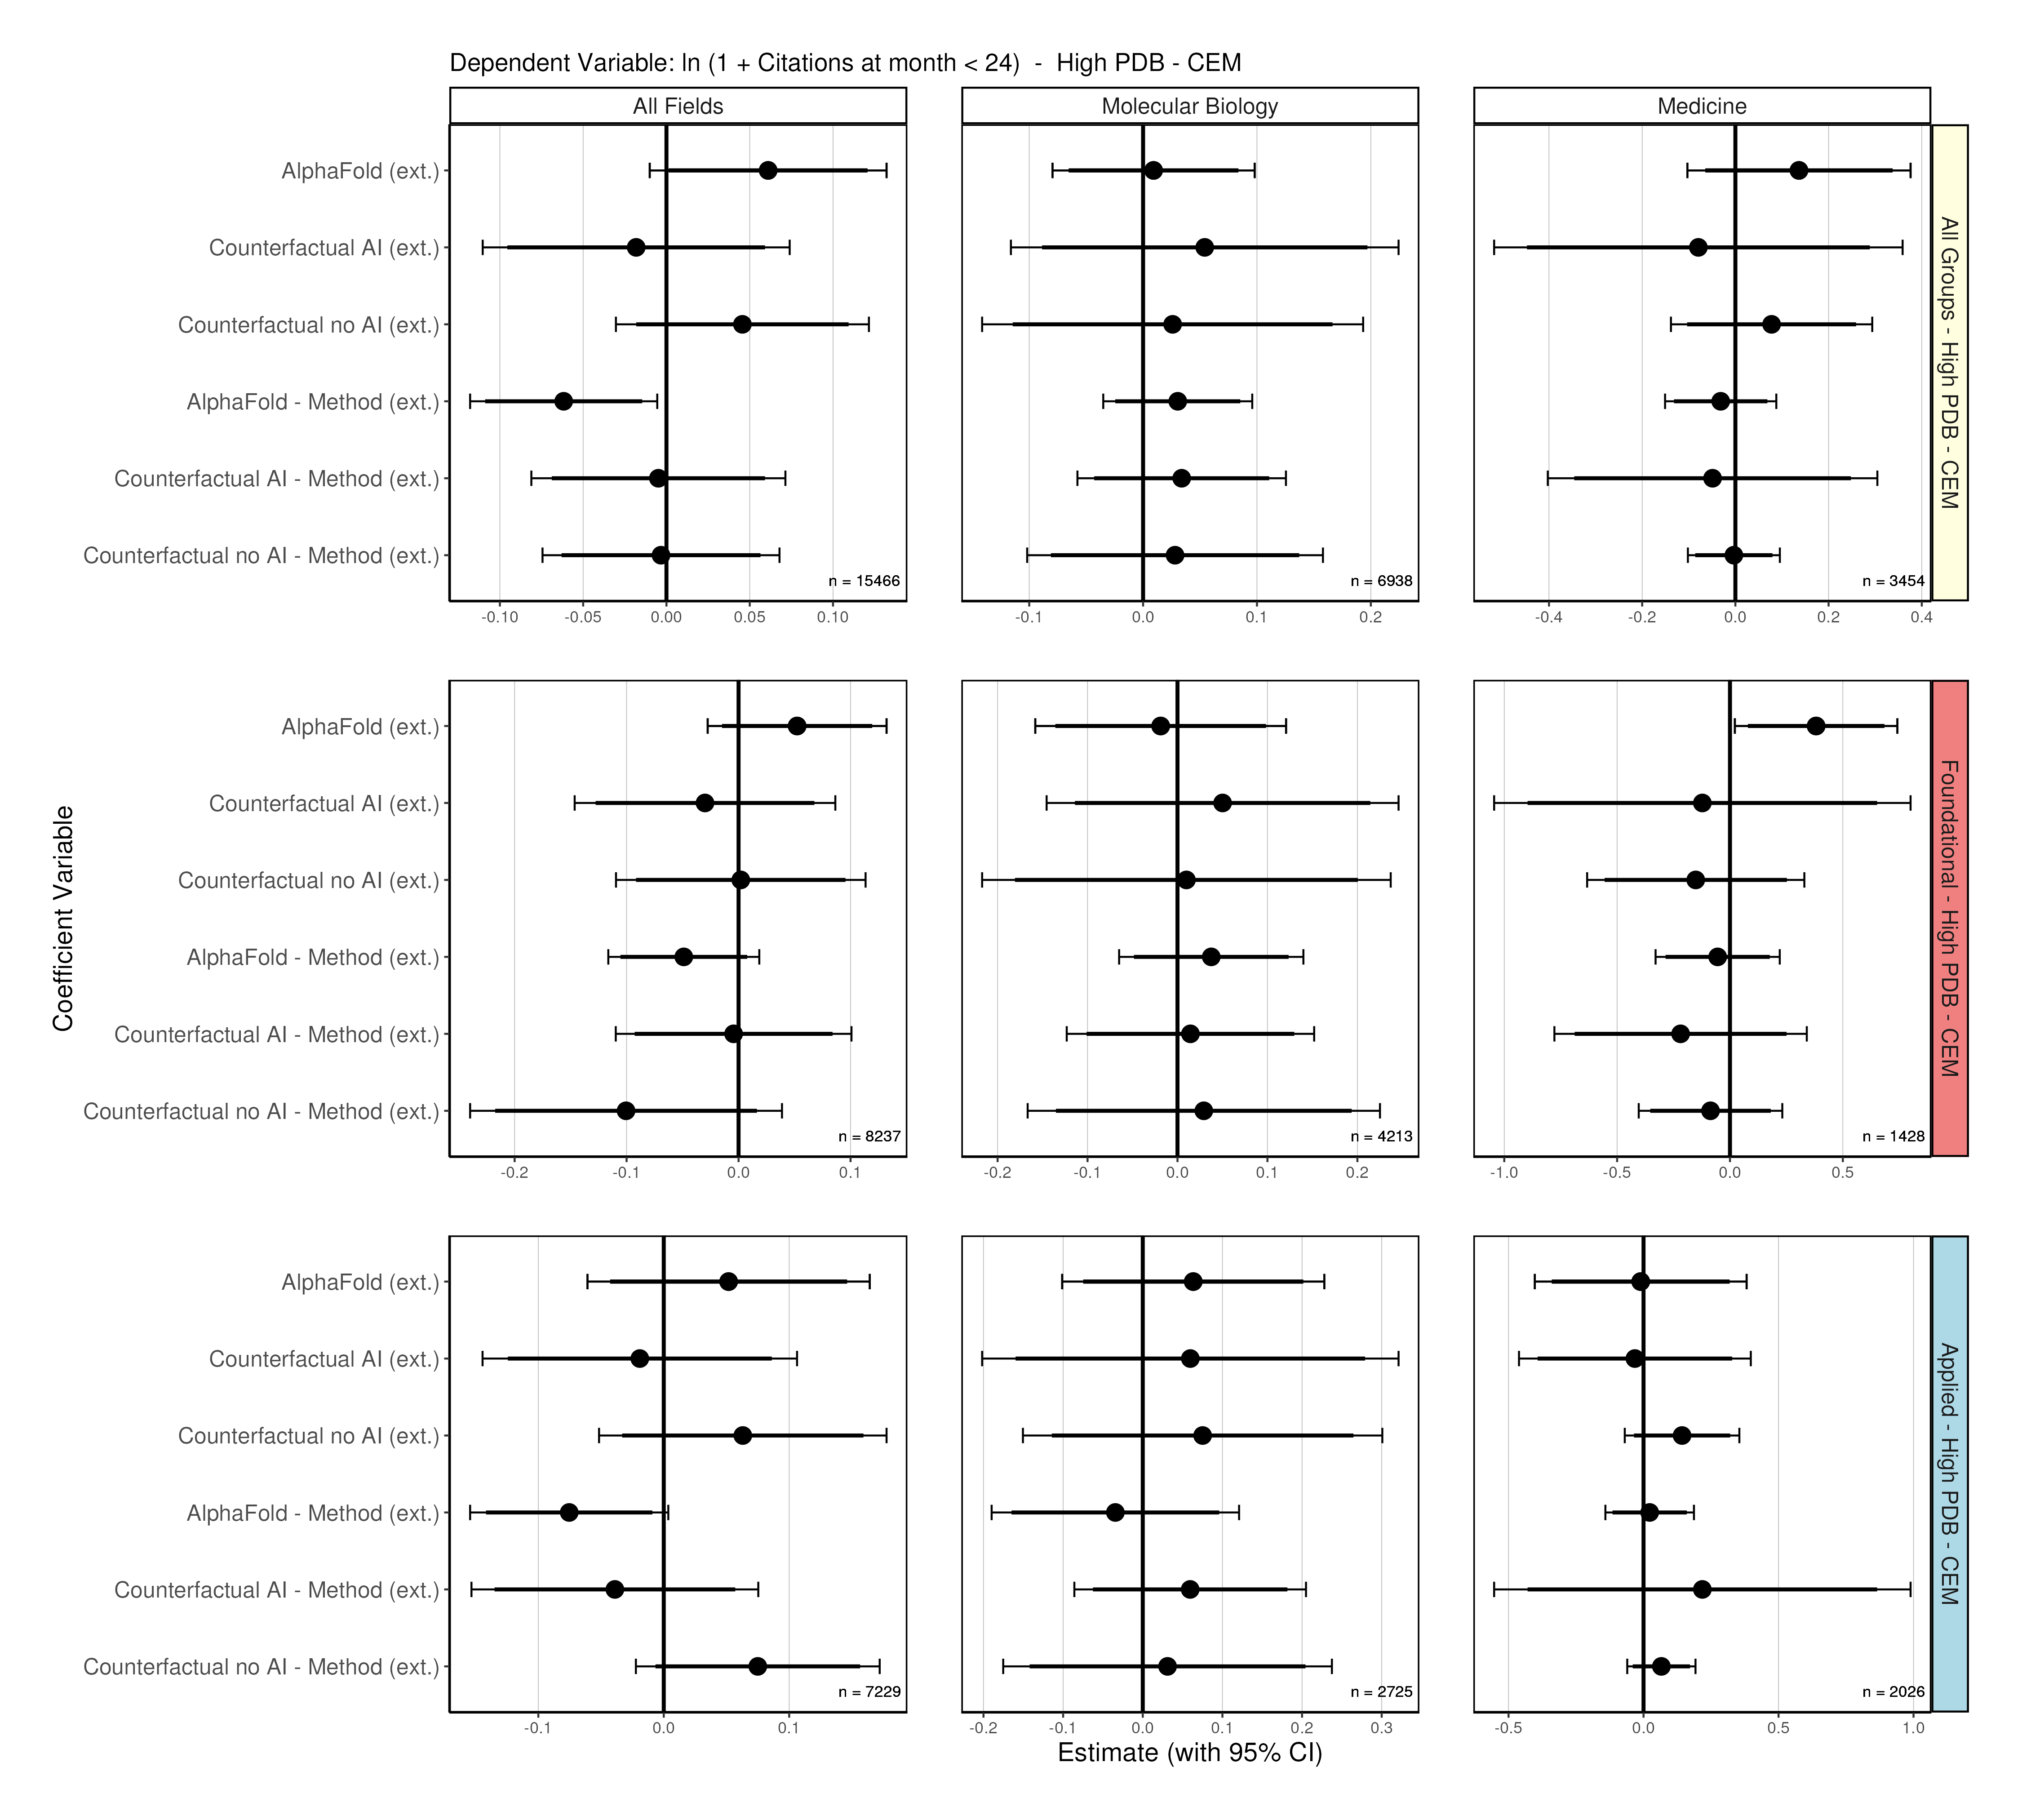 Dependent Variable: ln (1 + Citations at month < 24)  -  High PDB - CEM
All Fields
Molecular Biology
Medicine
AlphaFold (ext.)
Counterfactual AI (ext.)
Counterfactual no AI (ext.)
AlphaFold - Method (ext.)
Counterfactual AI - Method (ext.)
Counterfactual no AI - Method (ext.)
n = 15466
n = 6938
n = 3454
-0.10 -0.05 0.00 0.05 0.10
-0.1 0.0 0.1 0.2
-0.4 -0.2 0.0 0.2 0.4
All Groups - High PDB - CEM
Coefficient Variable
AlphaFold (ext.)
Counterfactual AI (ext.)
Counterfactual no AI (ext.)
AlphaFold - Method (ext.)
Counterfactual AI - Method (ext.)
Counterfactual no AI - Method (ext.)
n = 8237
n = 4213
n = 1428
-0.2 -0.1 0.0 0.1
-0.2 -0.1 0.0 0.1 0.2
-1.0 -0.5 0.0 0.5
Foundational - High PDB - CEM
AlphaFold (ext.)
Counterfactual AI (ext.)
Counterfactual no AI (ext.)
AlphaFold - Method (ext.)
Counterfactual AI - Method (ext.)
Counterfactual no AI - Method (ext.)
n = 7229
n = 2725
n = 2026
-0.1 0.0 0.1
-0.2 -0.1 0.0 0.1 0.2 0.3
-0.5 0.0 0.5 1.0
Applied - High PDB - CEM
Estimate (with 95% CI)